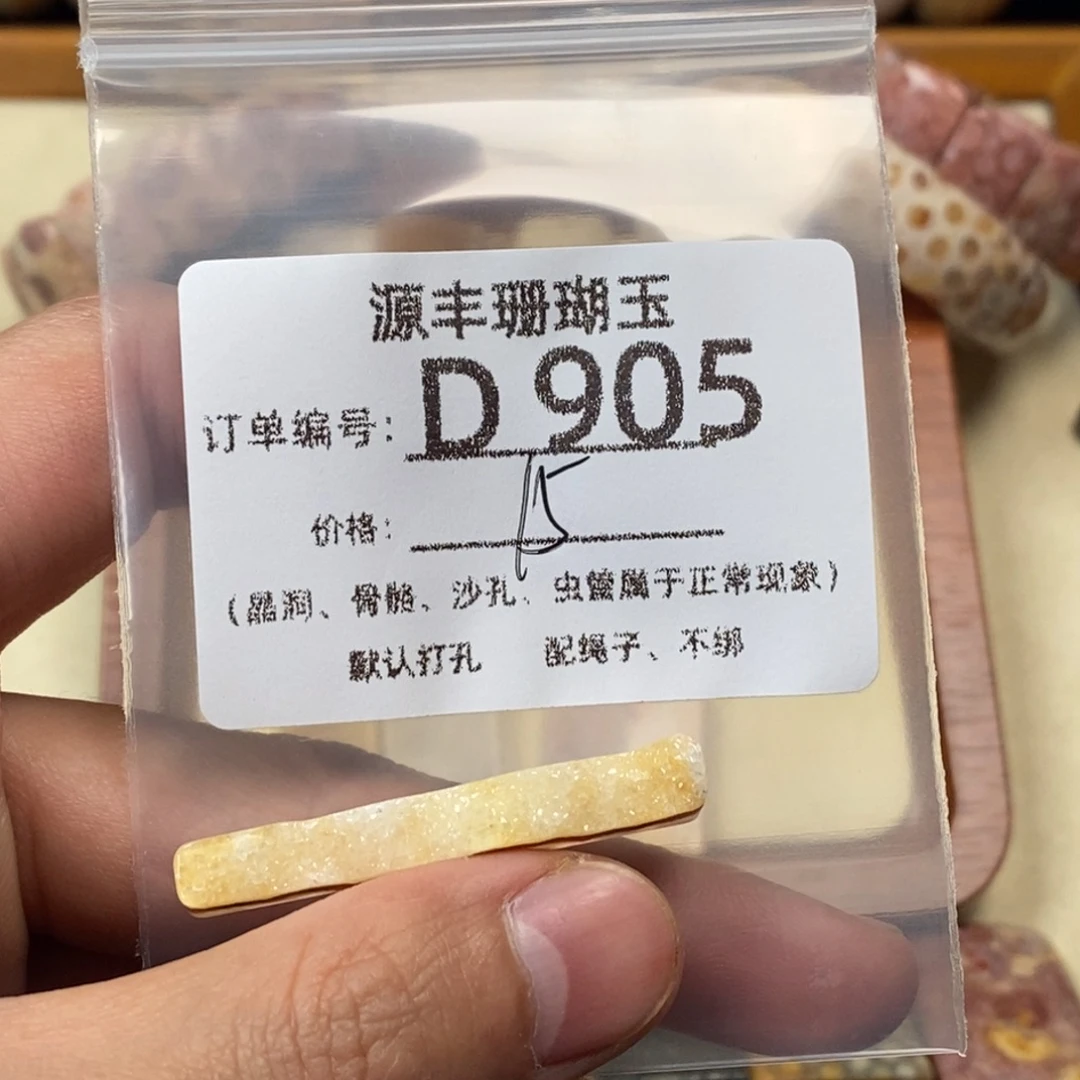 源丰珊瑚玉
订单编号: D 905
价格: 15
(晶洞、骨骼、沙孔、虫管属于正常现象)
默认打孔 配绳子、不绑